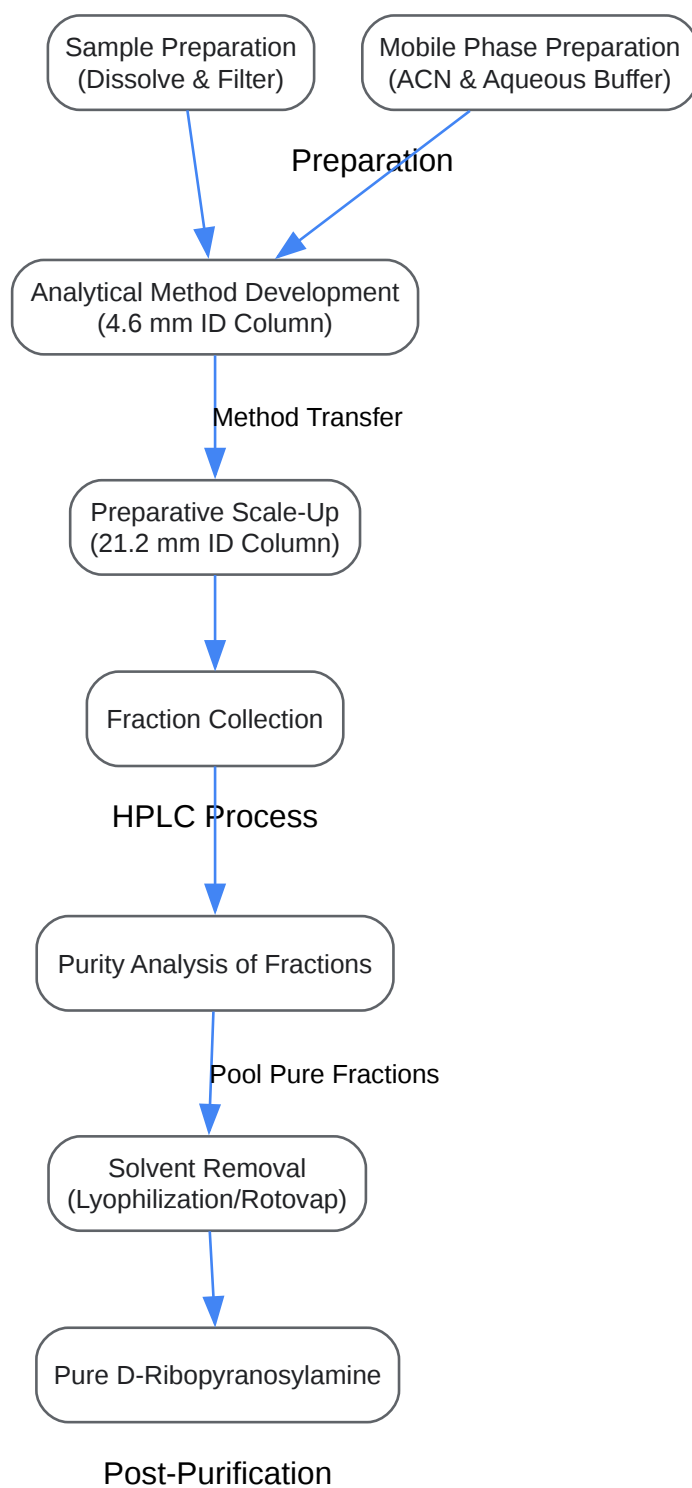 Sample Preparation
(Dissolve & Filter)
Mobile Phase Preparation
(ACN & Aqueous Buffer)
Preparation
Analytical Method Development
(4.6 mm ID Column)
Method Transfer
Preparative Scale-Up
(21.2 mm ID Column)
Fraction Collection
HPLC Process
Purity Analysis of Fractions
Pool Pure Fractions
Solvent Removal
(Lyophilization/Rotovap)
Pure D-Ribopyranosylamine
Post-Purification